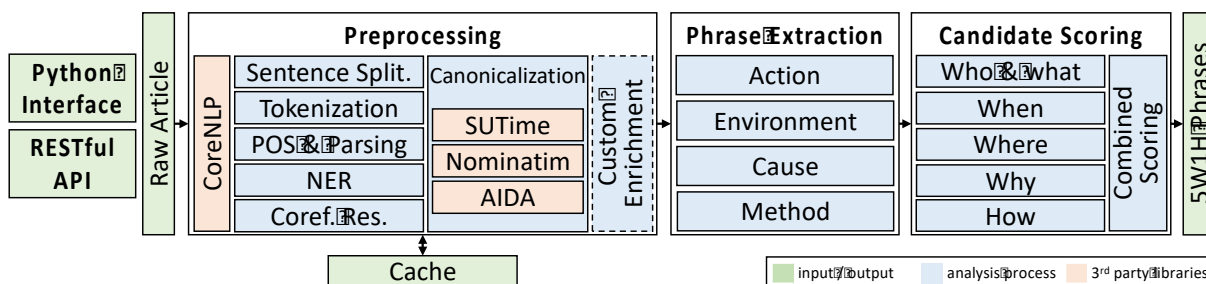 Python
Interface
RESTful
API
Raw Article
Preprocessing
CoreNLP
Sentence Split.
Tokenization
POS & Parsing
NER
Coref. Res.
Canonicalization
SUTime
Nominatim
AIDA
Custom
Enrichment
Cache
Phrase Extraction
Action
Environment
Cause
Method
Candidate Scoring
Who & what
When
Where
Why
How
Combined
Scoring
5W1H Phrases
input / output
analysis process
3rd party libraries